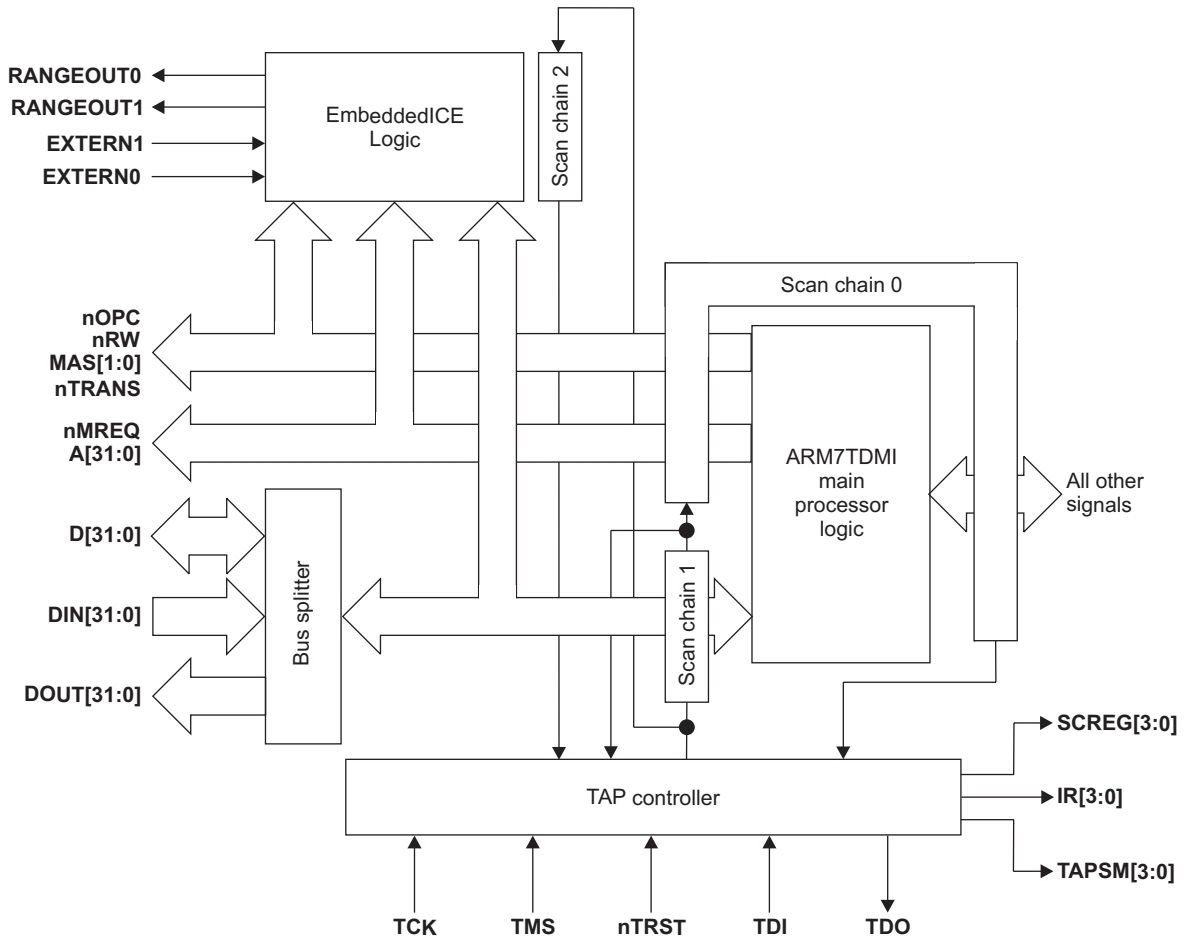 Scan chain 2
RANGEOUT0
RANGEOUT1
EXTERN1
EXTERN0
EmbeddedICE
Logic
Scan chain 0
nOPC
nRW
MAS[1:0]
nTRANS
nMREQ
A[31:0]
ARM7TDMI
main
processor
logic
All other
signals
D[31:0]
DIN[31:0]
DOUT[31:0]
Bus splitter
Scan chain 1
TAP controller
SCREG[3:0]
IR[3:0]
TAPSM[3:0]
TCK
TMS
nTRST
TDI
TDO